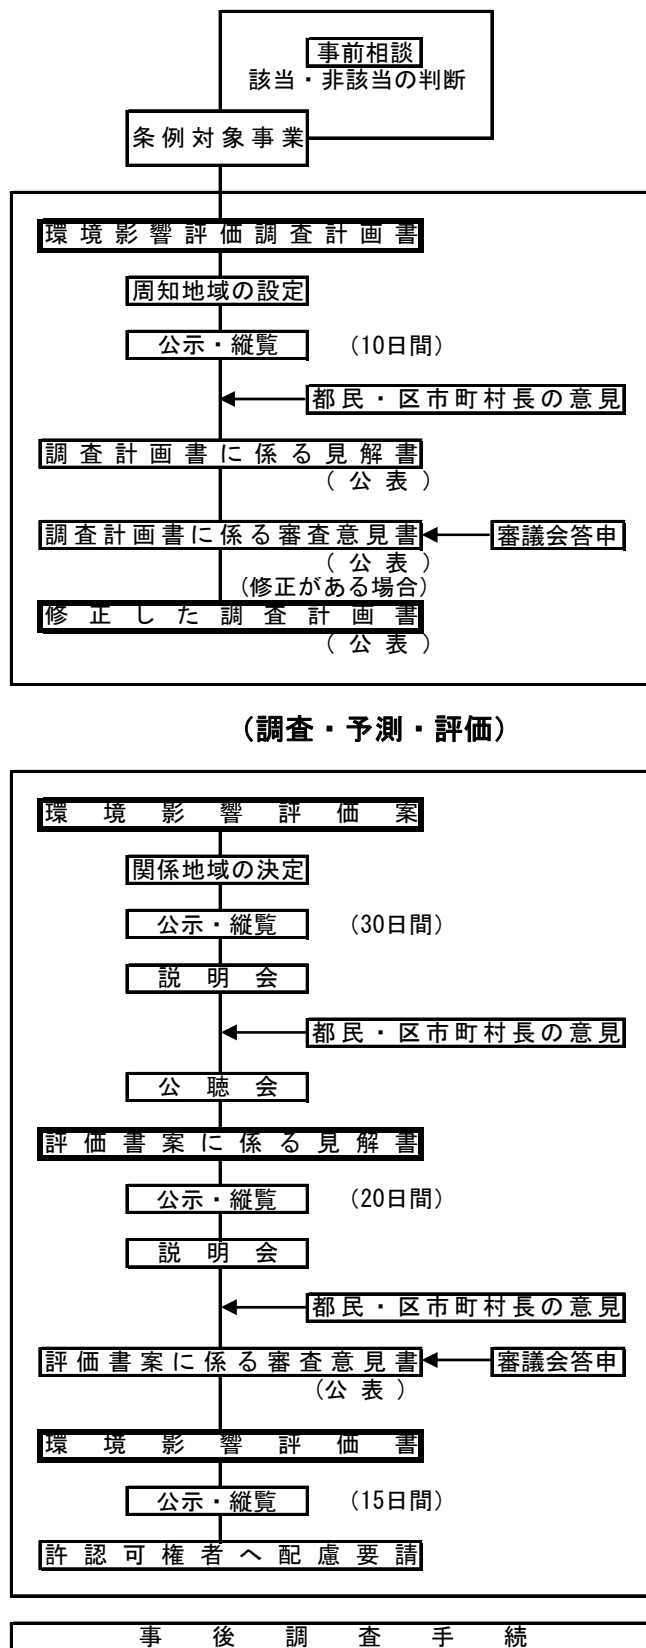 事前相談
該当・非該当の判断
条例対象事業
環境影響評価調査計画書
周知地域の設定
公示・縦覧 (10日間)
都民・区市町村長の意見
調査計画書に係る見解書
(公表)
調査計画書に係る審査意見書 審議会答申
(公表)
(修正がある場合)
修正した調査計画書
(公表)
(調査・予測・評価)
環境影響評価案
関係地域の決定
公示・縦覧 (30日間)
説明会
都民・区市町村長の意見
公聴会
評価書案に係る見解書
公示・縦覧 (20日間)
説明会
都民・区市町村長の意見
評価書案に係る審査意見書 審議会答申
(公表)
環境影響評価書
公示・縦覧 (15日間)
許認可権者へ配慮要請
事後調査手続